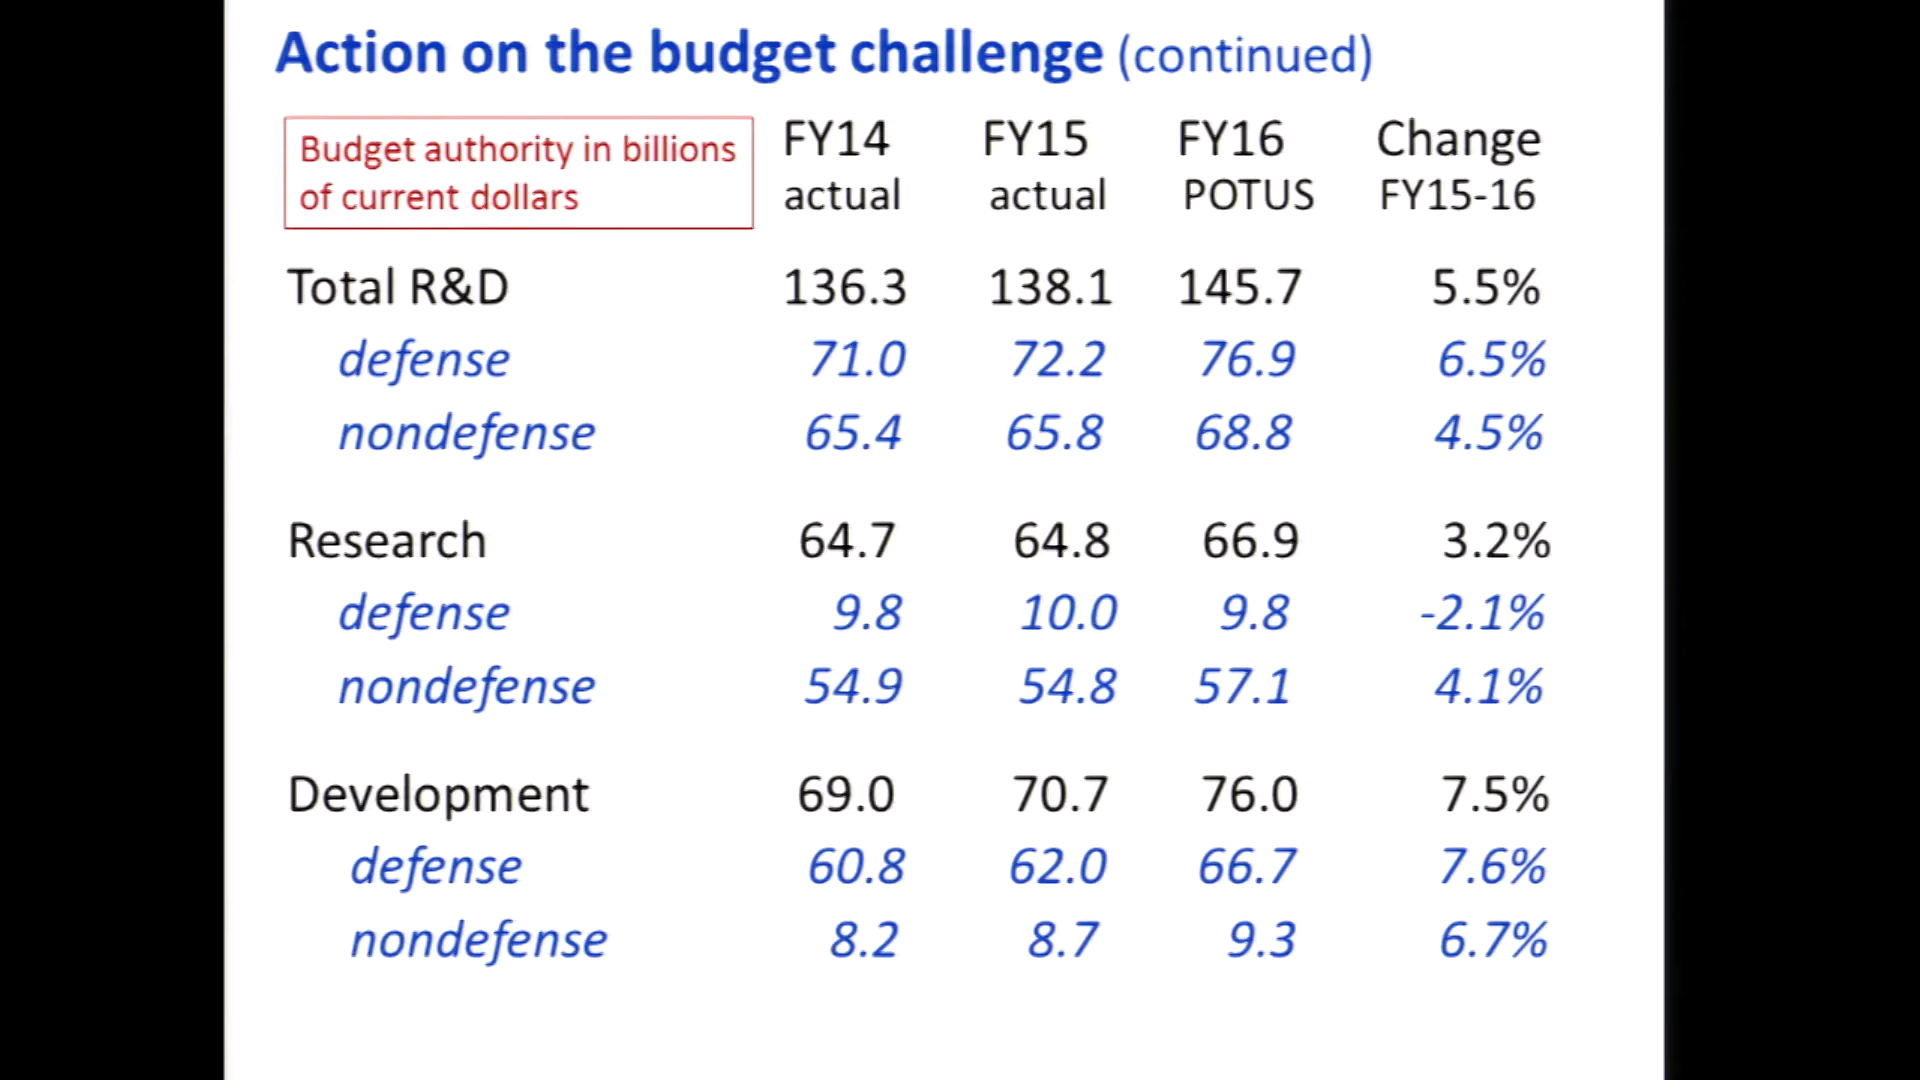 Action on the budget challenge (continued)
Budget authority in billions of current dollars
FY14 actual FY15 actual FY16 POTUS Change FY15-16
Total R&D 136.3 138.1 145.7 5.5%
defense 71.0 72.2 76.9 6.5%
nondefense 65.4 65.8 68.8 4.5%
Research 64.7 64.8 66.9 3.2%
defense 9.8 10.0 9.8 -2.1%
nondefense 54.9 54.8 57.1 4.1%
Development 69.0 70.7 76.0 7.5%
defense 60.8 62.0 66.7 7.6%
nondefense 8.2 8.7 9.3 6.7%